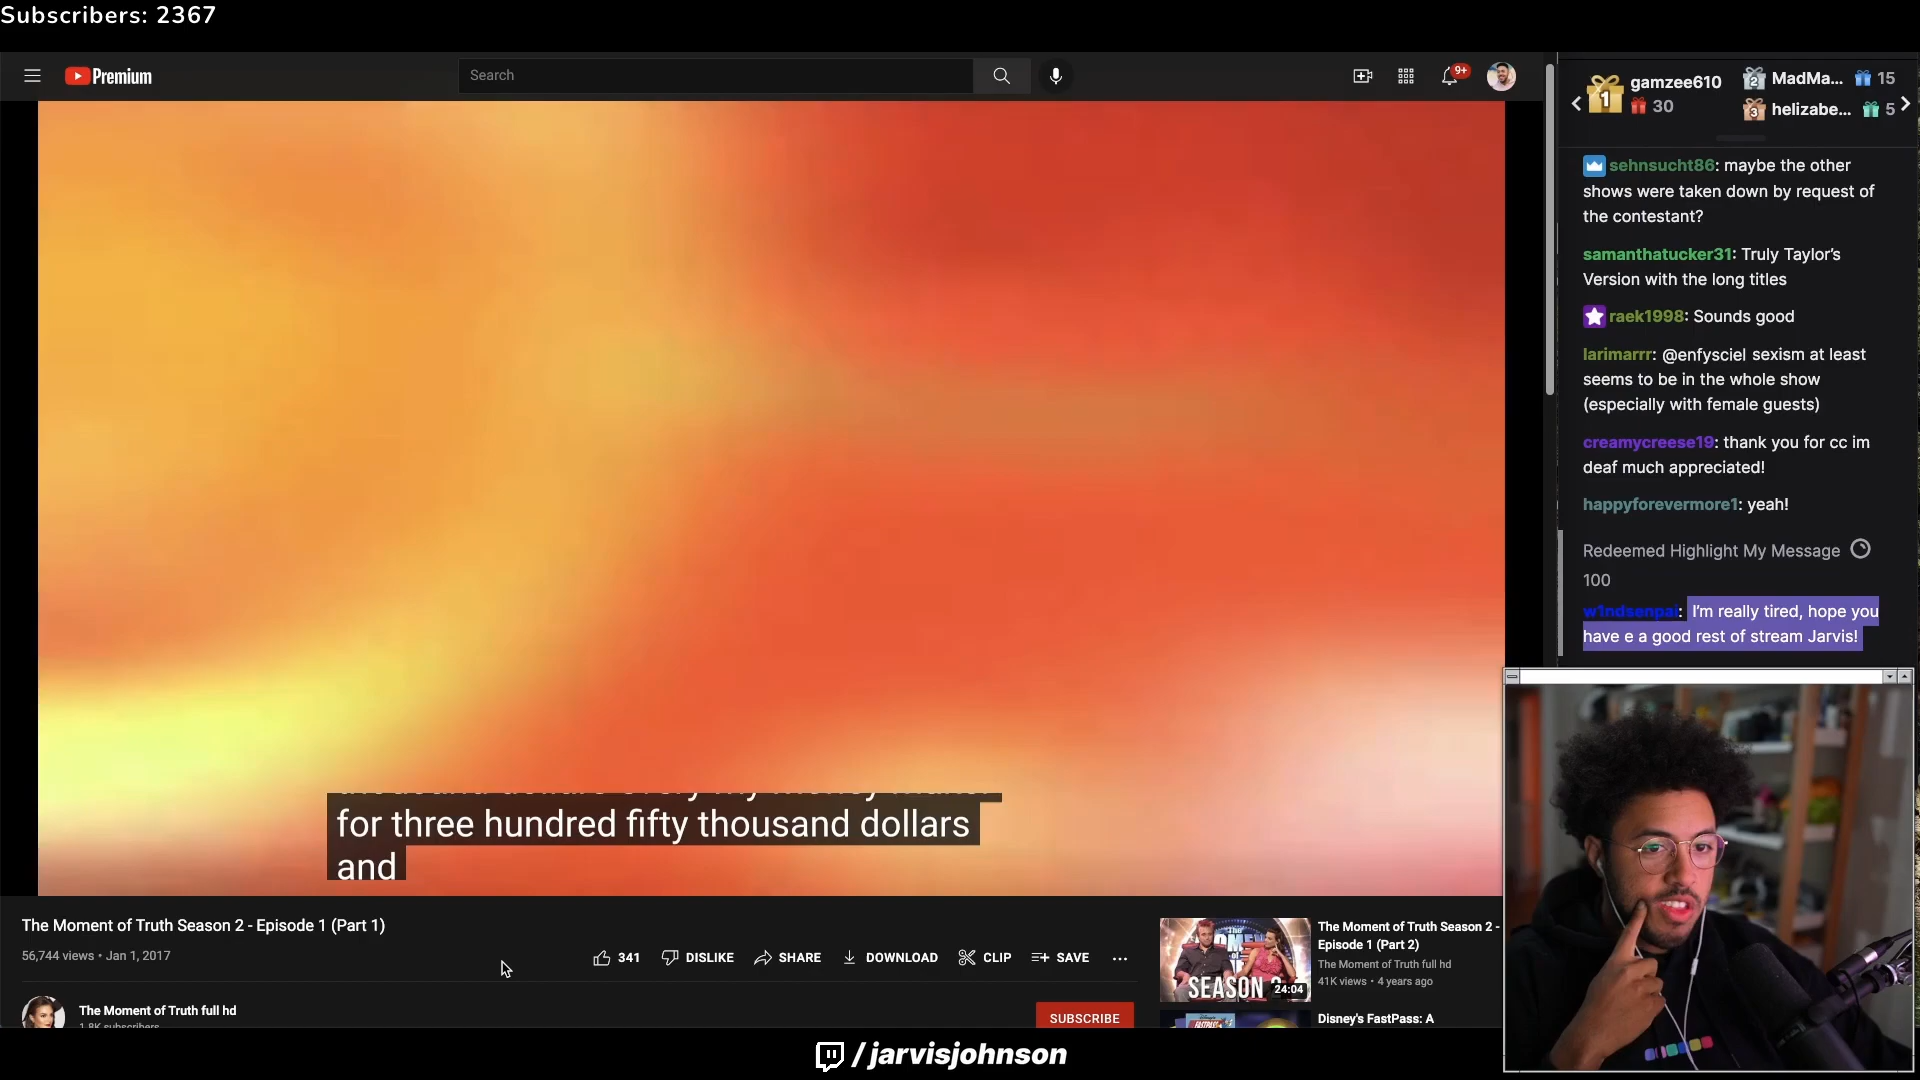 Subscribers: 2367
Premium
Search
9+
1
gamzee610
30
2
MadMa...
15
3
helizabe...
5
sehnsucht86: maybe the other
shows were taken down by request of
the contestant?
samanthatucker31: Truly Taylor's
Version with the long titles
raek1998: Sounds good
larimarrr: @enfysciel sexism at least
seems to be in the whole show
(especially with female guests)
creamycreese19: thank you for cc im
deaf much appreciated!
happyforevermore1: yeah!
Redeemed Highlight My Message
100
w1ndsenpai: I'm really tired, hope you
have e a good rest of stream Jarvis!
for three hundred fifty thousand dollars
and
The Moment of Truth Season 2 - Episode 1 (Part 1)
56,744 views • Jan 1, 2017
341
DISLIKE
SHARE
DOWNLOAD
CLIP
SAVE
The Moment of Truth full hd
1.8K subscribers
SUBSCRIBE
SEASON
24:04
The Moment of Truth Season 2 -
Episode 1 (Part 2)
The Moment of Truth full hd
41K views • 4 years ago
Disney's FastPass: A
/jarvisjohnson